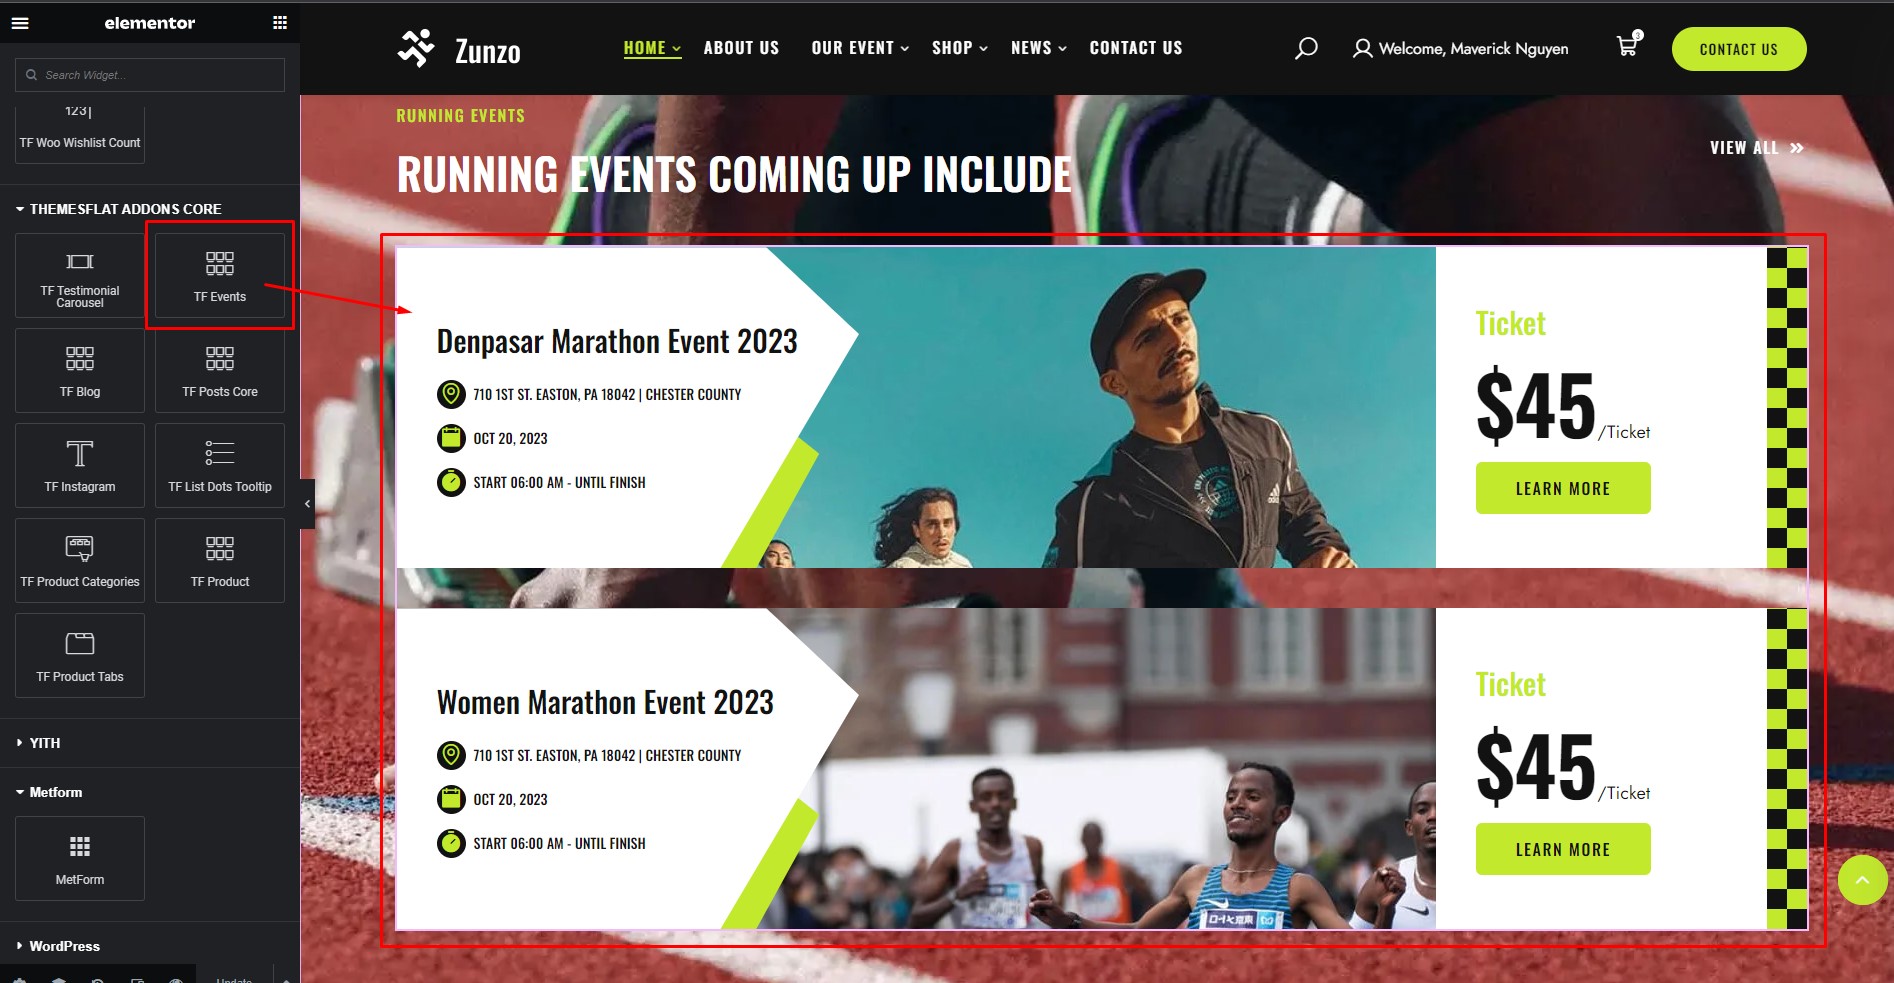 elementor
Search Widget...
123|
TF Woo Wishlist Count
THEMESFLAT ADDONS CORE
TF Testimonial
Carousel
TF Events
TF Blog
TF Posts Core
TF Instagram
TF List Dots Tooltip
TF Product Categories
TF Product
TF Product Tabs
YITH
Metform
MetForm
WordPress
Update
Zunzo
HOME
ABOUT US
OUR EVENT
SHOP
NEWS
CONTACT US
Welcome, Maverick Nguyen
3
CONTACT US
RUNNING EVENTS
RUNNING EVENTS COMING UP INCLUDE
VIEW ALL
Denpasar Marathon Event 2023
710 1ST ST. EASTON, PA 18042 | CHESTER COUNTY
OCT 20, 2023
START 06:00 AM - UNTIL FINISH
Ticket
$45 /Ticket
LEARN MORE
Women Marathon Event 2023
710 1ST ST. EASTON, PA 18042 | CHESTER COUNTY
OCT 20, 2023
START 06:00 AM - UNTIL FINISH
Ticket
$45 /Ticket
LEARN MORE